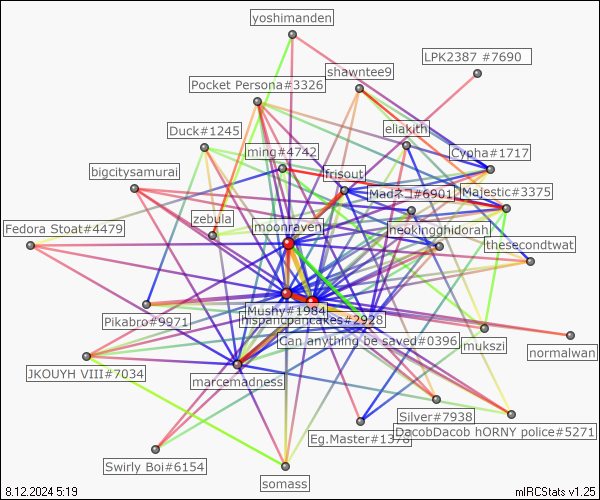 yoshimanden
LPK2387 #7690
shawntee9
Pocket Persona#3326
Duck#1245
eliakith
ming#4742
Cypha#1717
bigcitysamurai
frisout
Madネコ#6901
Majestic#3375
zebula
moonraven
neokingghidorah
Fedora Stoat#4479
thesecondtwat
Pikabro#9971
Mushy#1984
hispanicpancakes#2928
Can anything be saved#0396
mukszi
normalwan
JKOUYH VIII#7034
marcemadness
Silver#7938
DacobDacob hORNY police#5271
Eg.Master#1378
Swirly Boi#6154
somass
8.12.2024 5:19
mIRCStats v1.25